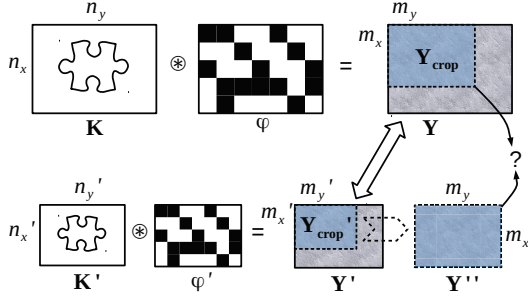 n_y
m_y
n_x
⊛
=
m_x
Y_crop
K
φ
Y
?
n_y'
m_y'
m_y
n_x'
⊛
=
m_x'
Y_crop'
m_x
K'
φ'
Y'
Y''